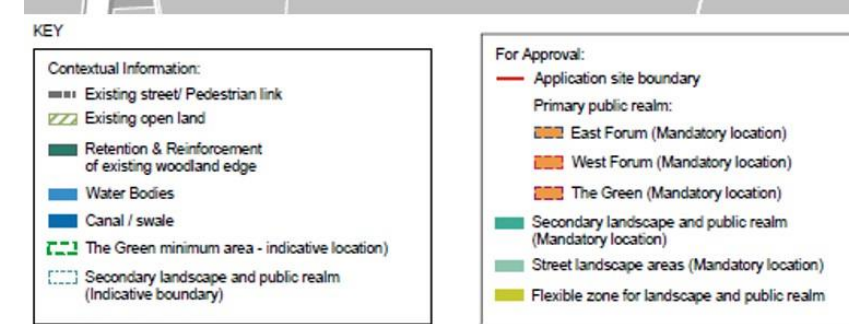 KEY
Contextual Information:
Existing street/ Pedestrian link
Existing open land
Retention & Reinforcement
of existing woodland edge
Water Bodies
Canal / swale
The Green minimum area - indicative location)
Secondary landscape and public realm
(Indicative boundary)
For Approval:
Application site boundary
Primary public realm:
East Forum (Mandatory location)
West Forum (Mandatory location)
The Green (Mandatory location)
Secondary landscape and public realm
(Mandatory location)
Street landscape areas (Mandatory location)
Flexible zone for landscape and public realm